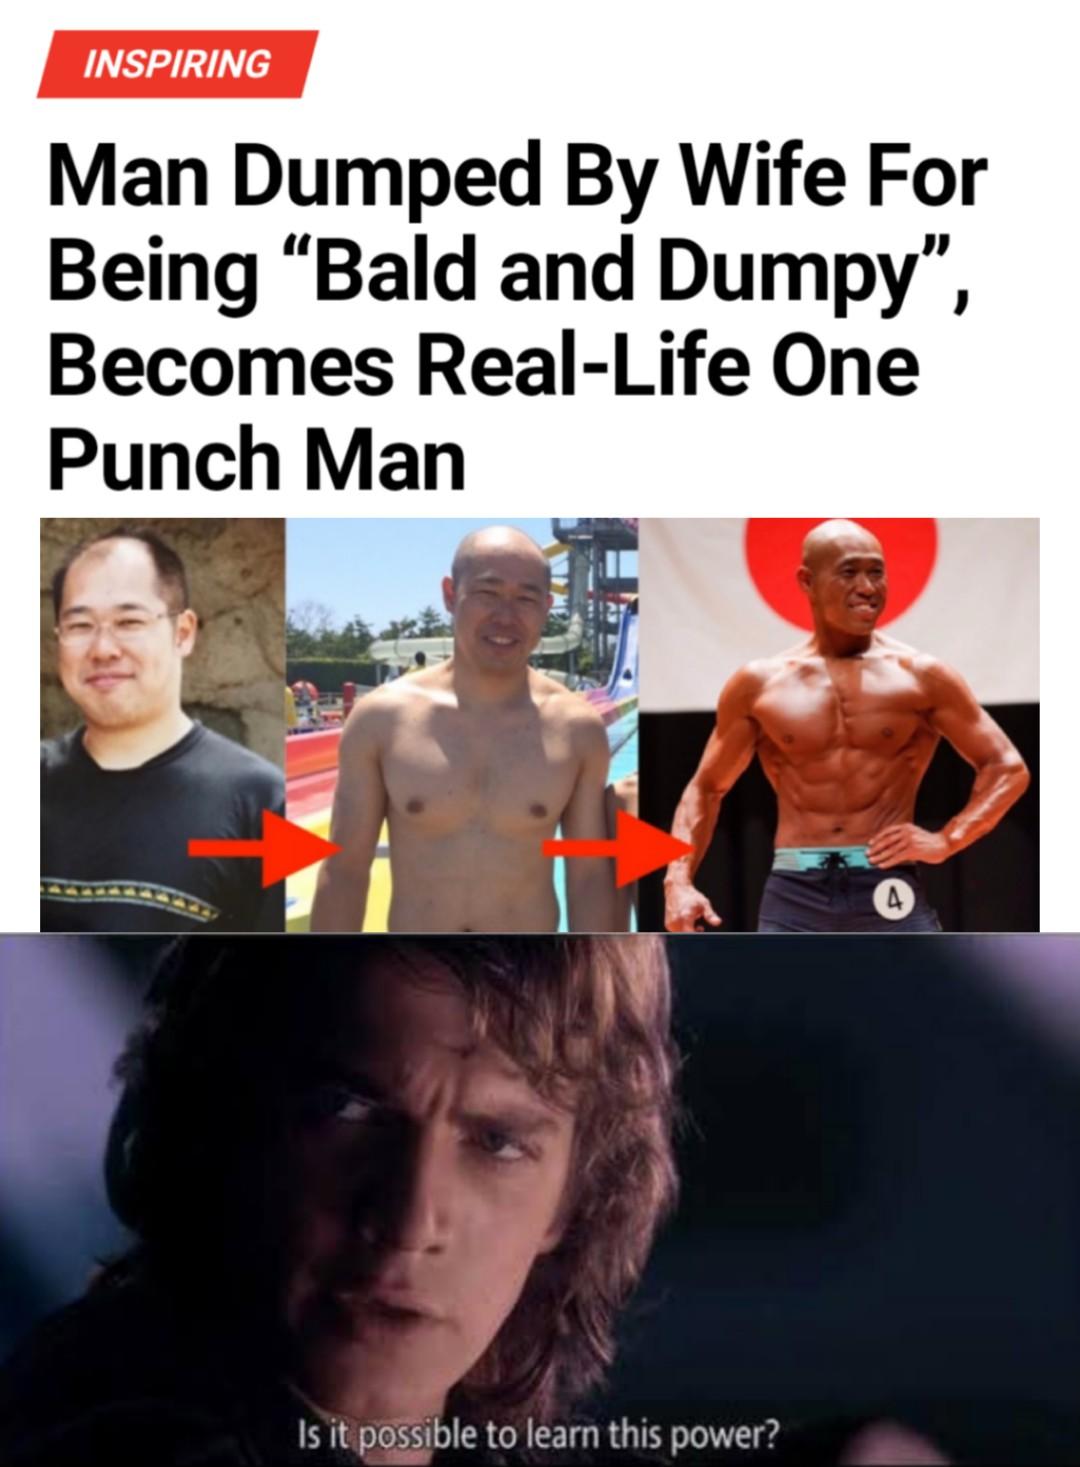 INSPIRING
Man Dumped By Wife For
Being “Bald and Dumpy”,
Becomes Real-Life One
Punch Man
4
Is it possible to learn this power?